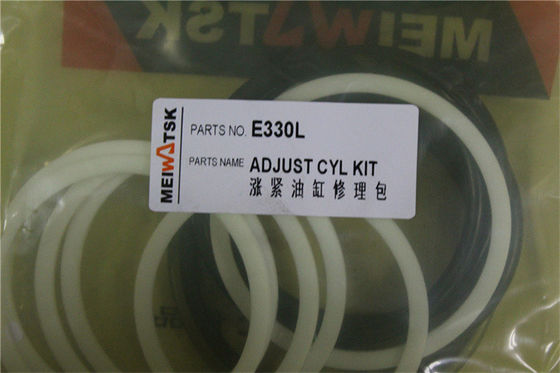 MEIWATSK
MEIWATSK
PARTS NO. E330L
PARTS NAME ADJUST CYL KIT
涨紧油缸修理包